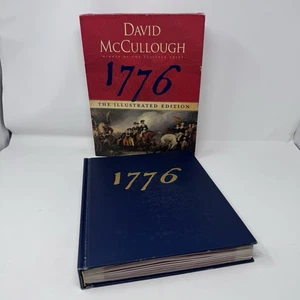 DAVID
McCULLOUGH
WINNER OF THE PULITZER PRIZE
1776
THE ILLUSTRATED EDITION
1776